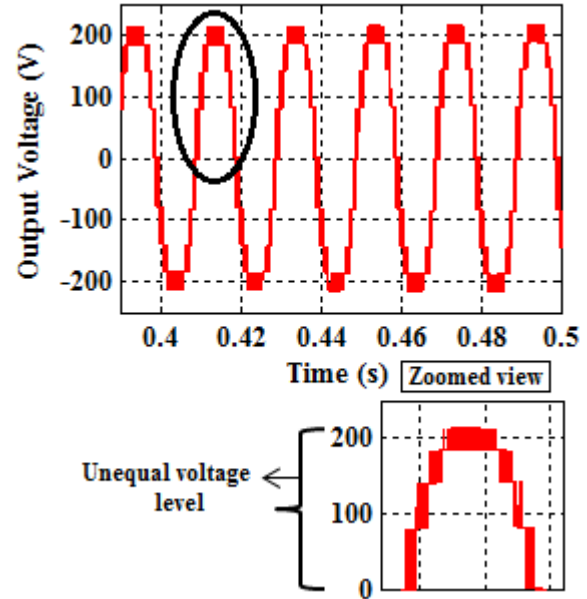 Output Voltage (V)
200
100
0
-100
-200
0.4
0.42
0.44
0.46
0.48
0.5
Time (s)
Zoomed view
Unequal voltage
level
200
100
0